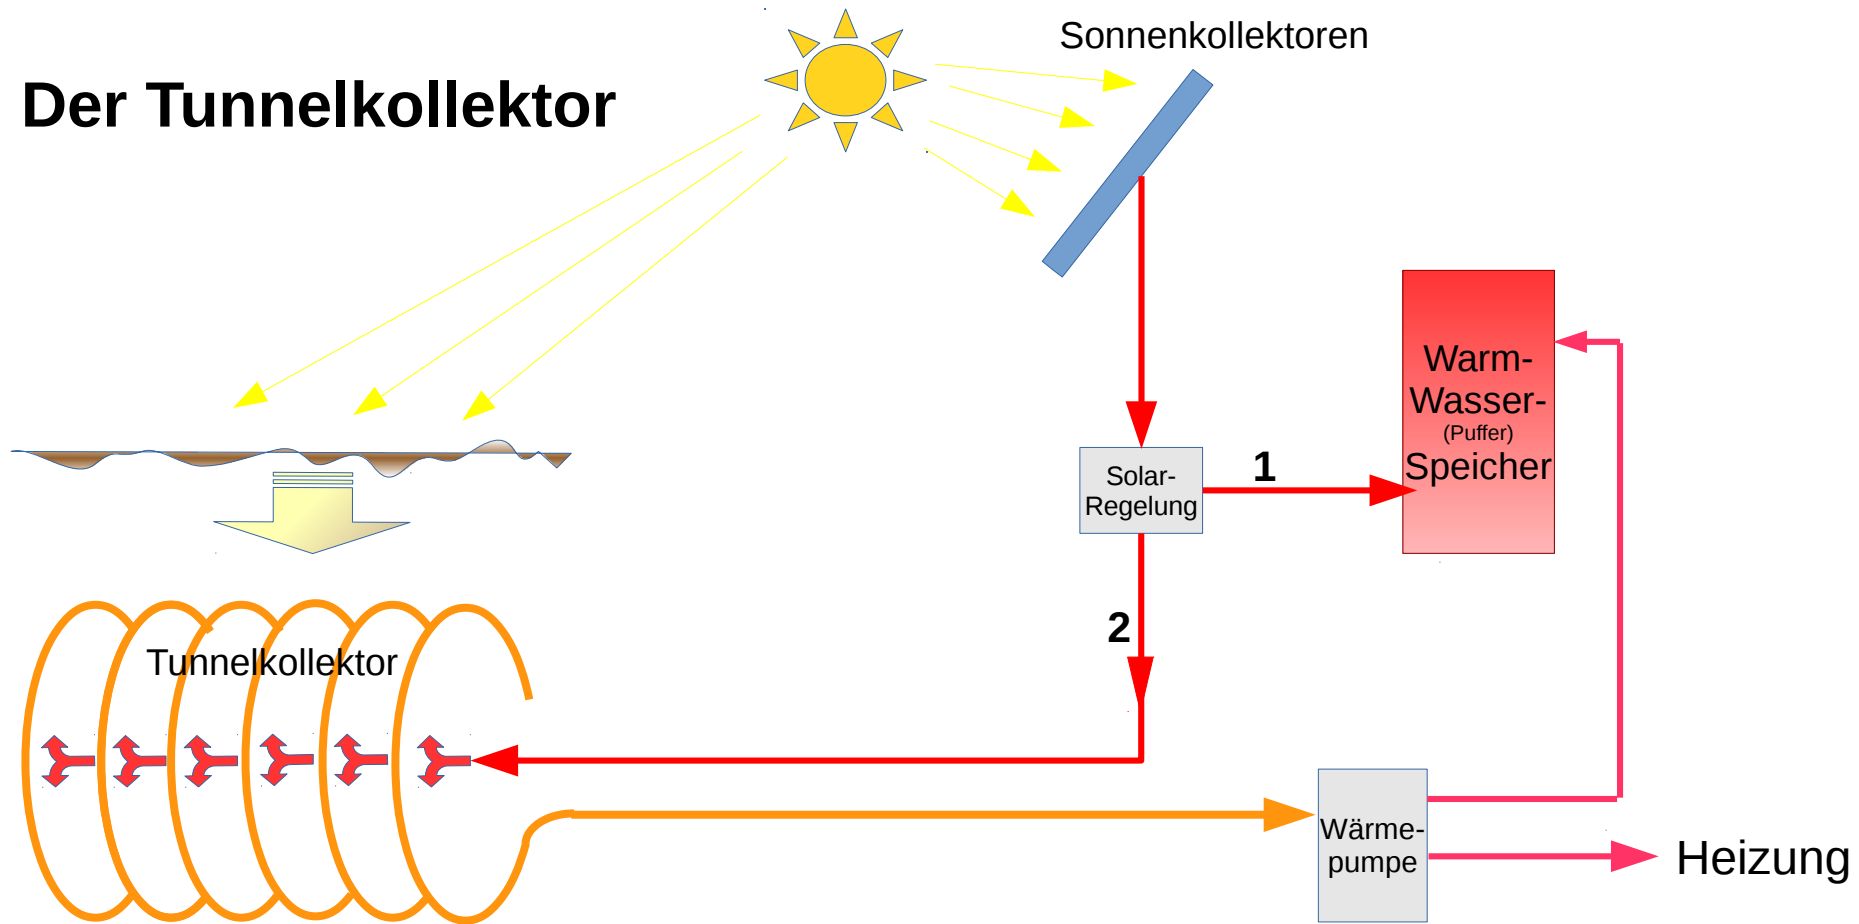 Sonnenkollektoren
Der Tunnelkollektor
Warm-
Wasser-
(Puffer)
Speicher
Solar-
Regelung
1
2
Tunnelkollektor
Wärme-
pumpe
Heizung